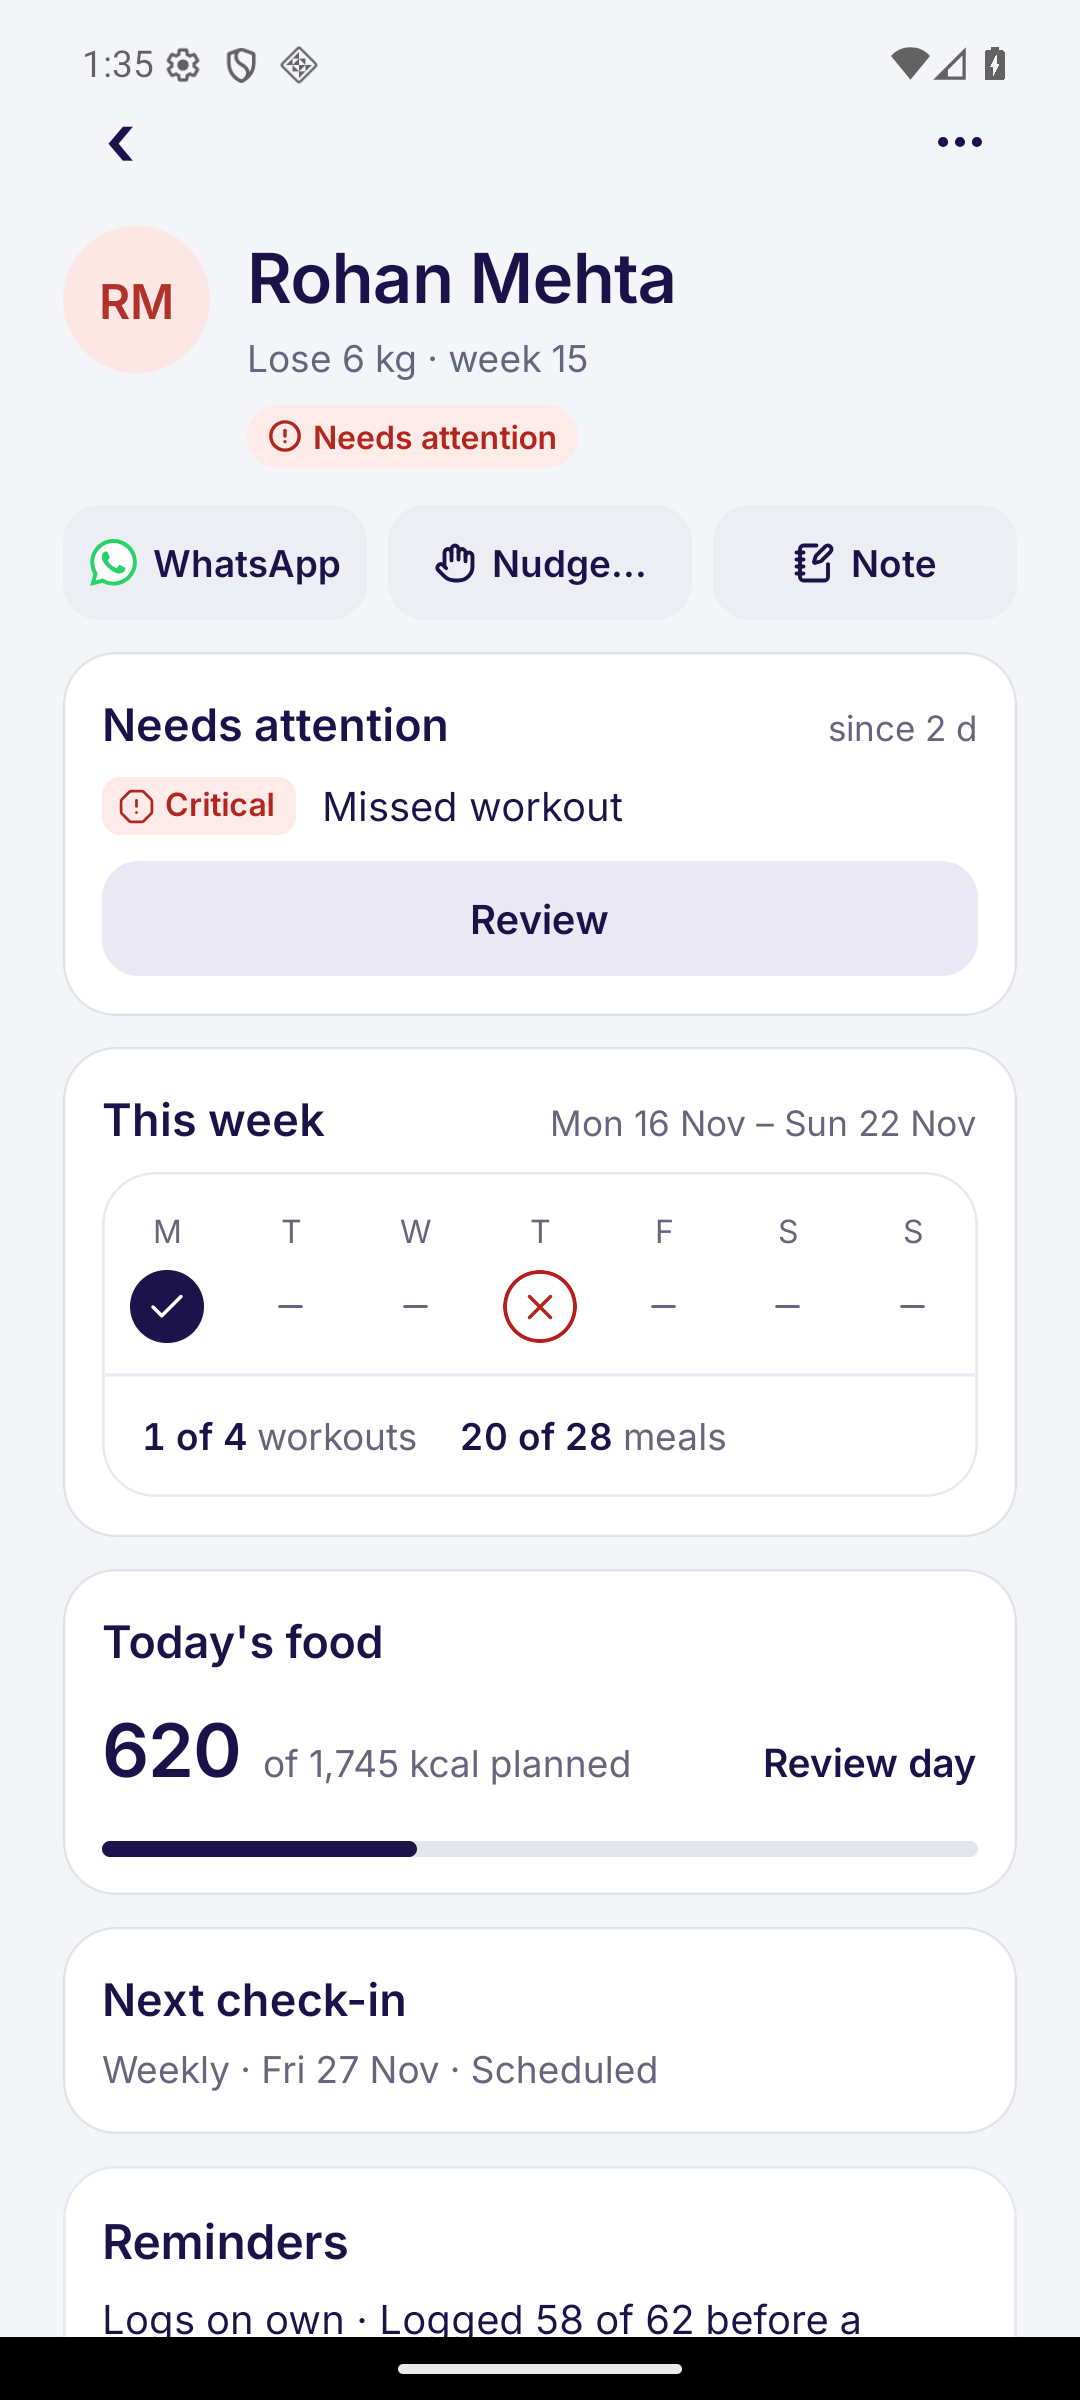 1:35
RM
Rohan Mehta
Lose 6 kg · week 15
Needs attention
WhatsApp
Nudge...
Note
Needs attention
since 2 d
Critical
Missed workout
Review
This week
Mon 16 Nov – Sun 22 Nov
M T W T F S S
1 of 4 workouts 20 of 28 meals
Today's food
620 of 1,745 kcal planned
Review day
Next check-in
Weekly · Fri 27 Nov · Scheduled
Reminders
Logs on own · Logged 58 of 62 before a